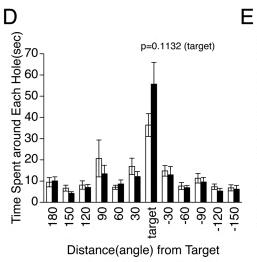 D
E
p=0.1132 (target)
Time Spent around Each Hole(sec)
70
60
50
40
30
20
10
0
180 150 120 90 60 30 target -30 -60 -90 -120 -150
Distance(angle) from Target